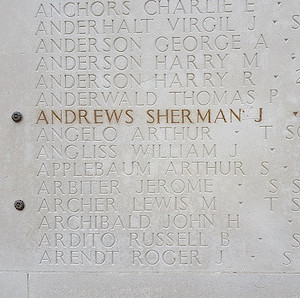 ANCHORS CHARLIE E
ANDERHALT VIRGIL J S
ANDERSON GEORGE A
ANDERSON HARRY M
ANDERSON HARRY R 2
ANDERWALD THOMAS P
ANDREWS SHERMAN J
ANGELO ARTHUR · T S
ANGLISS WILLIAM J ·
APPLEBAUM ARTHUR S S
ARBITER JEROME · S S
ARCHER LEWIS M · T S
ARCHIBALD JOHN H ·
ARDITO RUSSELL B · S
ARENDT ROGER J · S